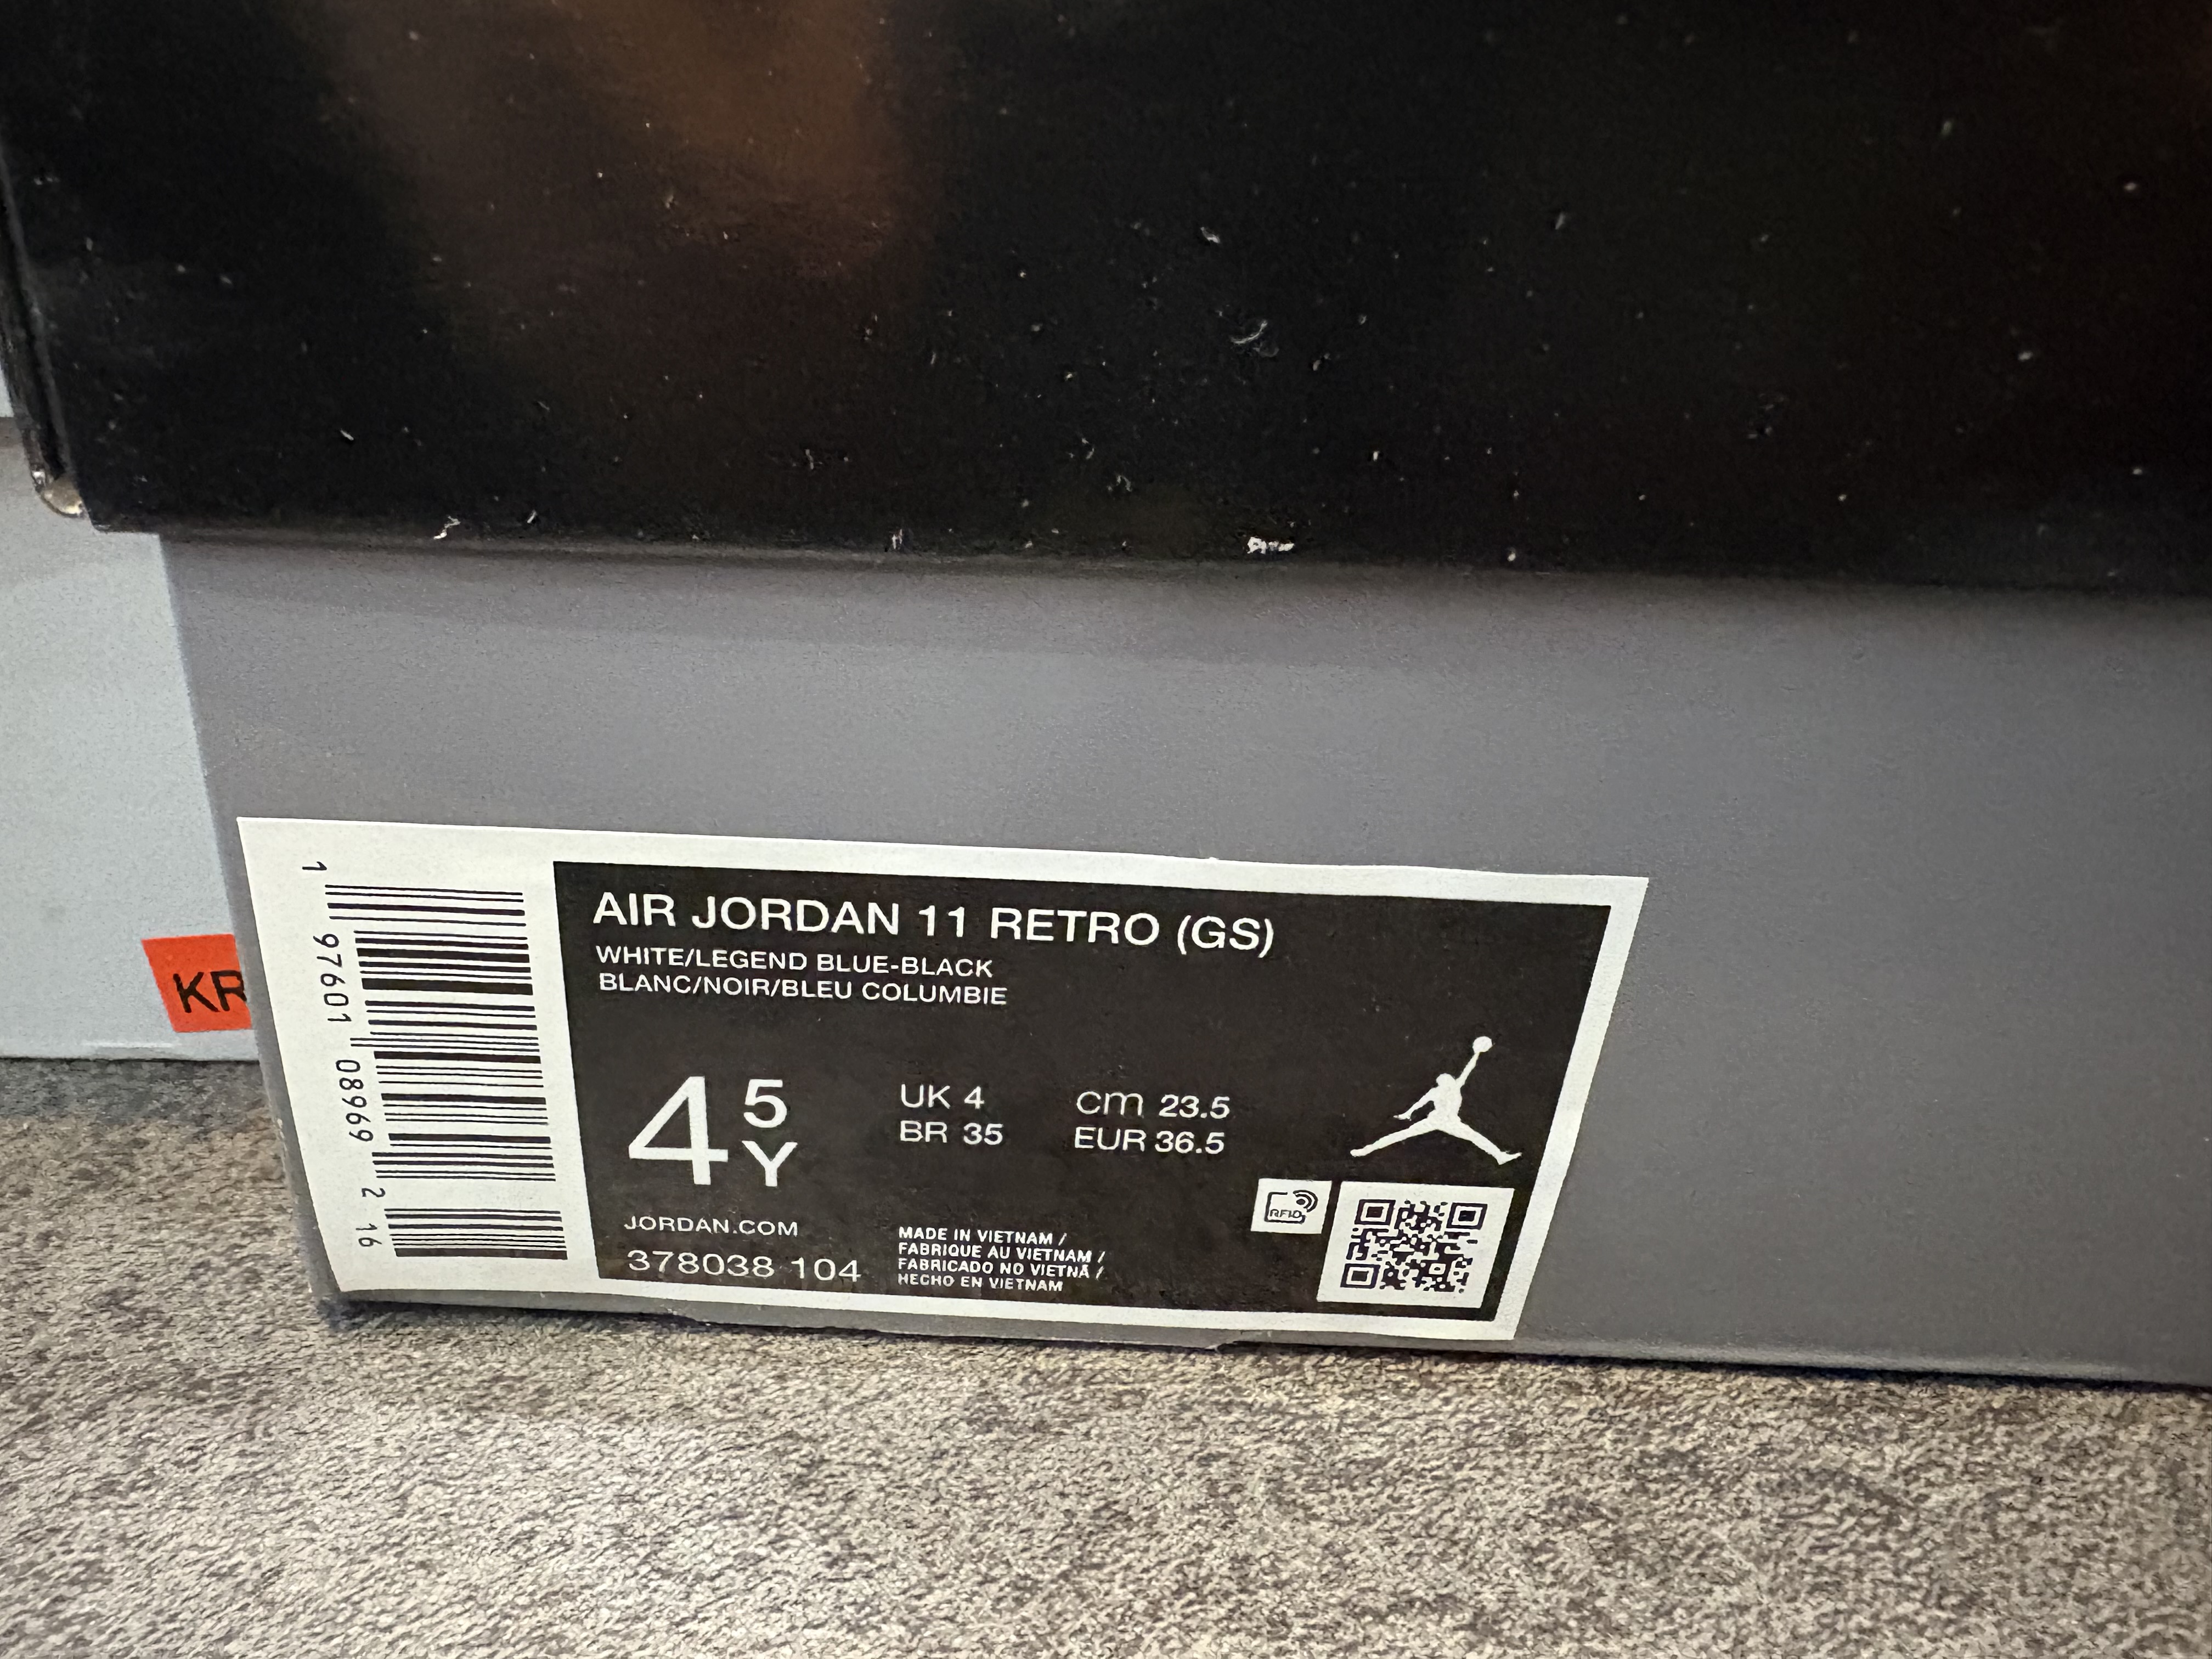 AIR JORDAN 11 RETRO (GS)
WHITE/LEGEND BLUE-BLACK
BLANC/NOIR/BLEU COLUMBIE
4 5 Y
UK 4
BR 35
cm 23.5
EUR 36.5
JORDAN.COM
378038 104
MADE IN VIETNAM /
FABRIQUE AU VIETNAM /
FABRICADO NO VIETNÃ /
HECHO EN VIETNAM
RFID
1 97601 08969 2 16
KR